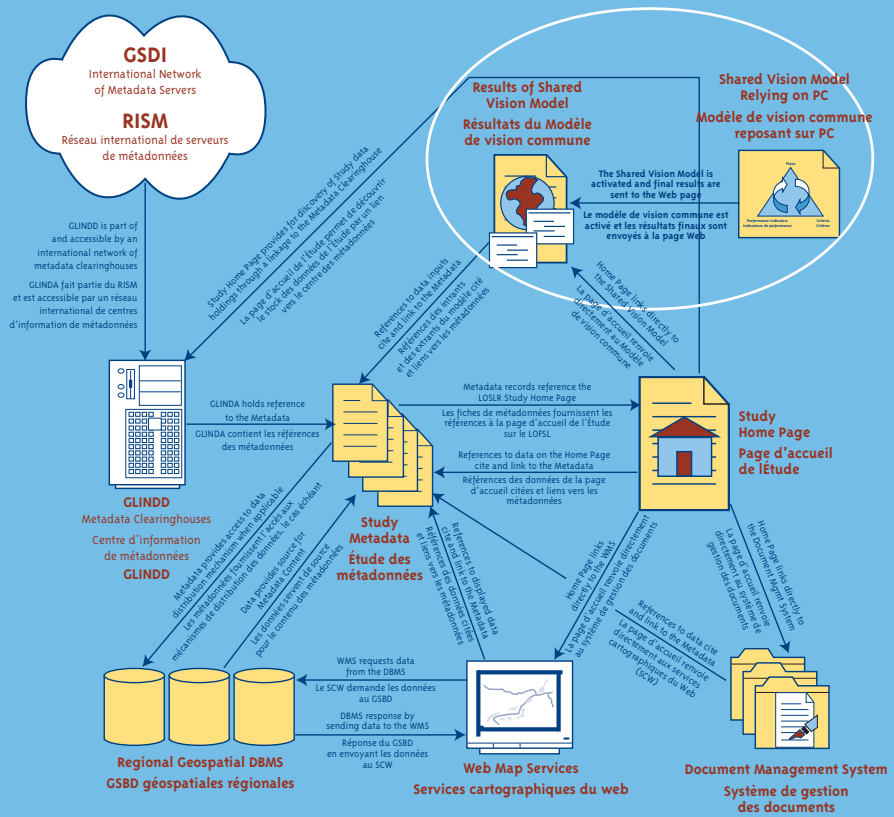 GSDI
International Network
of Metadata Servers
RISM
Réseau international de serveurs
de métadonnées
Results of Shared
Vision Model
Résultats du Modèle
de vision commune
Shared Vision Model
Relying on PC
Modèle de vision commune
reposant sur PC
Plans
Performance Indicators
Indicateurs de performance
Criteria
Critères
The Shared Vision Model is
activated and final results are
sent to the Web page
Le modèle de vision commune est
activé et les résultats finaux sont
envoyés à la page Web
GLINDD is part of
and accessible by an
international network of
metadata clearinghouses
GLINDA fait partie du RISM
et est accessible par un réseau
international de centres
d'information de métadonnées
Study Home Page provides for discovery of Study data
holdings through a linkage to the Metadata Clearinghouse
La page d'accueil de l'Étude permet de découvrir
le stock des données de l'Étude par un lien
vers le centre des métadonnées
References to data inputs
cite and link to the Metadata
Références des intrants
et des extrants du modèle cité
et liens vers les métadonnées
Home Page links directly to
the Shared Vision Model
La page d'accueil renvoie
directement au Modèle
de vision commune
GLINDA holds reference
to the Metadata
GLINDA contient les références
des métadonnées
Metadata records reference the
LOSLR Study Home Page
Les fiches de métadonnées fournissent les
références à la page d'accueil de l'Étude
sur le LOFSL
References to data on the Home Page
cite and link to the Metadata
Références des données de la page
d'accueil citées et liens vers les
métadonnées
Study
Home Page
Page d'accueil
de lÉtude
GLINDD
Metadata Clearinghouses
Centre d'information
de métadonnées
GLINDD
Study
Metadata
Étude des
métadonnées
Metadata provides access to data
distribution mechanism when applicable
Les métadonnées fournissent l'accès aux
mécanismes de distribution des données, le cas échéant
Data provides source for
Metadata Content
Les données servent de source
pour le contenu des métadonnées
References to displayed data
cite and link to the Metadata
Références des données citées
et liens vers les métadonnées
Home Page links
directly to the WMS
La page d'accueil renvoie directement
au système de gestion des documents
References to data cite
and link to the Metadata
La page d'accueil renvoie
directement aux services
cartographiques du Web
(SCW)
Home Page links directly to
the Document Mgmt System
La page d'accueil renvoie
directement au Système de
gestion des documents
WMS requests data
from the DBMS
Le SCW demande les données
au GSBD
DBMS response by
sending data to the WMS
Réponse du GSBD
en envoyant les données
au SCW
Regional Geospatial DBMS
GSBD géospatiales régionales
Web Map Services
Services cartographiques du web
Document Management System
Système de gestion
des documents